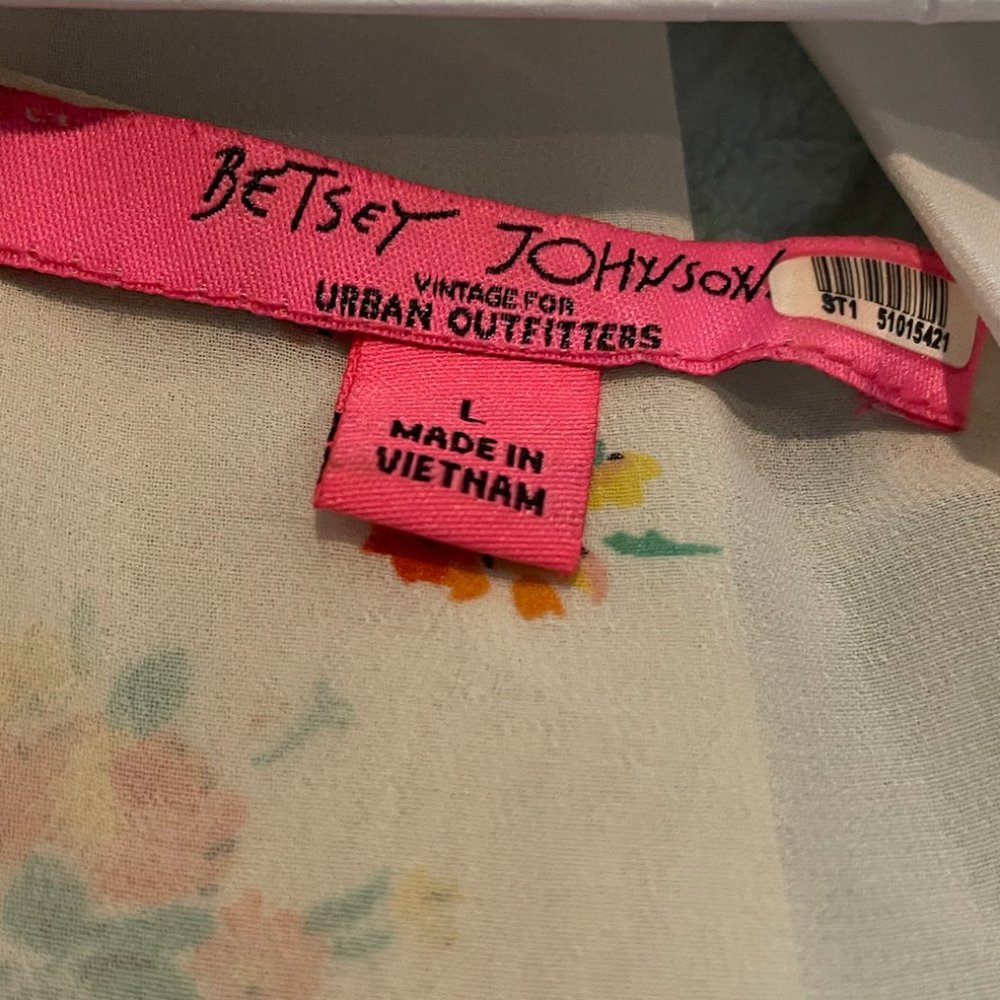 BETSEY JOHNSON.
VINTAGE FOR
URBAN OUTFITTERS
ST1 51015421
L
MADE IN
VIETNAM